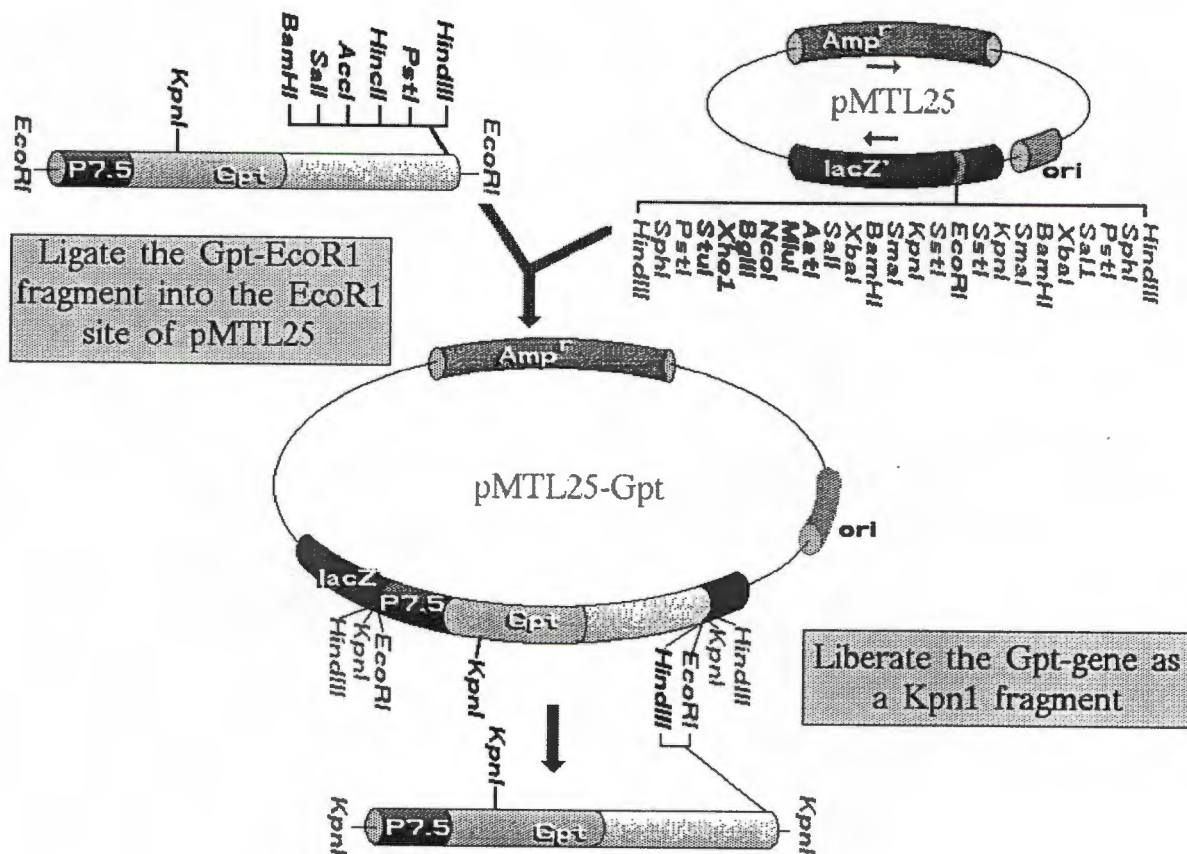 BamHI
SalI
AccI
HincII
PstI
HindIII
KpnI
EcoRI
EcoRI
P7.5
Gpt
Amp r
pMTL25
lacZ'
ori
HindIII
SphI
PstI
StuI
Xho1
BglII
NcoI
MluI
AatI
SalI
XbaI
BamHI
SmaI
KpnI
SstI
EcoRI
SstI
KpnI
SmaI
BamHI
XbaI
Sal1
PstI
SphI
HindIII
Ligate the Gpt-EcoR1
fragment into the EcoR1
site of pMTL25
Amp r
pMTL25-Gpt
ori
lacZ
P7.5
Gpt
HindIII
KpnI
EcoRI
KpnI
HindIII
EcoRI
KpnI
HindIII
Liberate the Gpt-gene as
a Kpn1 fragment
KpnI
KpnI
P7.5
Gpt
KpnI